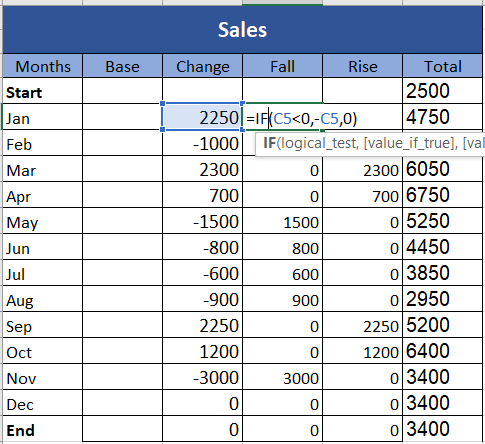 Sales
Months Base Change Fall Rise Total
Start 2500
Jan 2250 =IF(C5<0,-C5,0) 4750
Feb -1000
IF(logical_test, [value_if_true], [val
Mar 2300 0 2300 6050
Apr 700 0 700 6750
May -1500 1500 0 5250
Jun -800 800 0 4450
Jul -600 600 0 3850
Aug -900 900 0 2950
Sep 2250 0 2250 5200
Oct 1200 0 1200 6400
Nov -3000 3000 0 3400
Dec 0 0 0 3400
End 0 0 0 3400